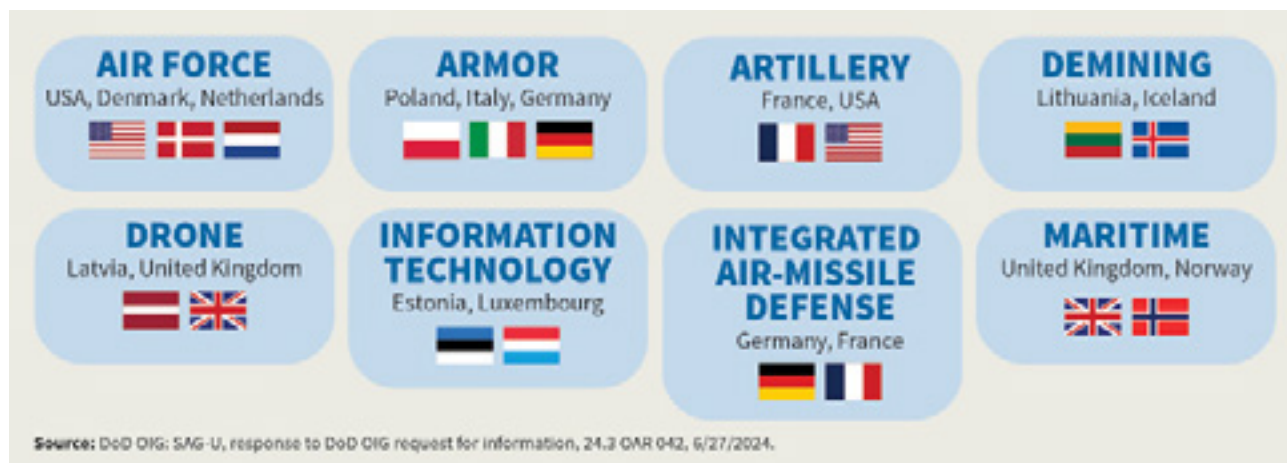 AIR FORCE
USA, Denmark, Netherlands
ARMOR
Poland, Italy, Germany
ARTILLERY
France, USA
DEMINING
Lithuania, Iceland
DRONE
Latvia, United Kingdom
INFORMATION
TECHNOLOGY
Estonia, Luxembourg
INTEGRATED
AIR-MISSILE
DEFENSE
Germany, France
MARITIME
United Kingdom, Norway
Source: DoD OIG: SAG-U, response to DoD OIG request for information, 24.3 OAR 042, 6/27/2024.